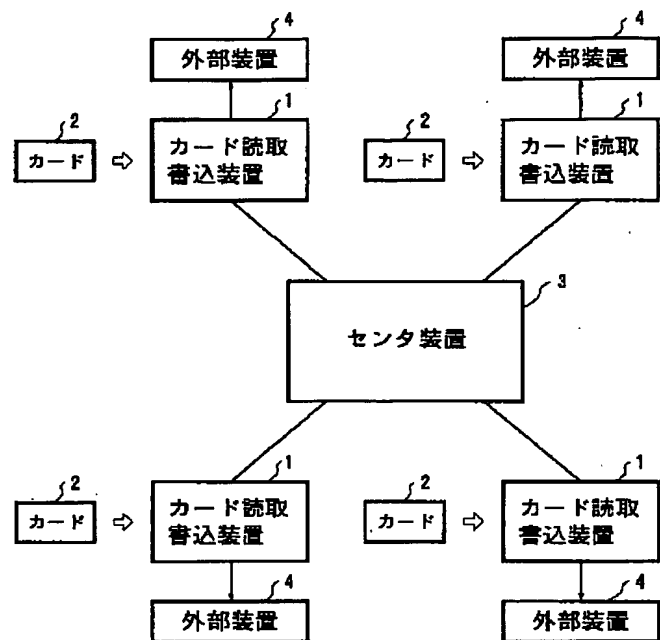 4
4
外部装置
外部装置
1
1
2
2
カード
カード読取
書込装置
カード
カード読取
書込装置
3
センタ装置
1
1
2
2
カード
カード読取
書込装置
カード
カード読取
書込装置
4
4
外部装置
外部装置